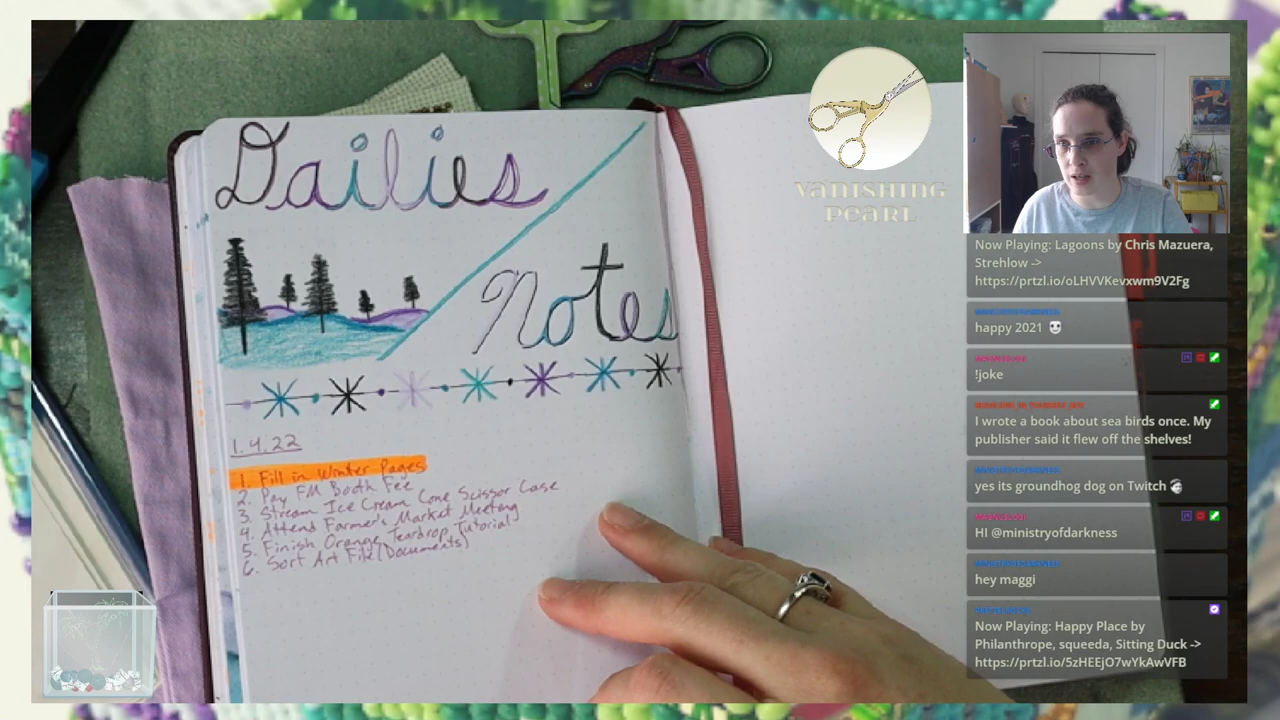 Dailies
Notes
1.4.22
1. Fill in Winter Pages
2. Pay FM Booth Fee
3. Stream Ice Cream Cone Scissor Case
4. Attend Farmer's Market Meeting
5. Finish Orange Teardrop Tutorial
6. Sort Art File (Documents)
VANISHING
PEARL
Now Playing: Lagoons by Chris Mazuera,
Strehlow ->
https://prtzl.io/oLHVVKevxwm9V2Fg
happy 2021
!joke
I wrote a book about sea birds once. My
publisher said it flew off the shelves!
yes its groundhog dog on Twitch
HI @ministryofdarkness
hey maggi
Now Playing: Happy Place by
Philanthrope, squeeda, Sitting Duck ->
https://prtzl.io/5zHEEjO7wYkAwVFB